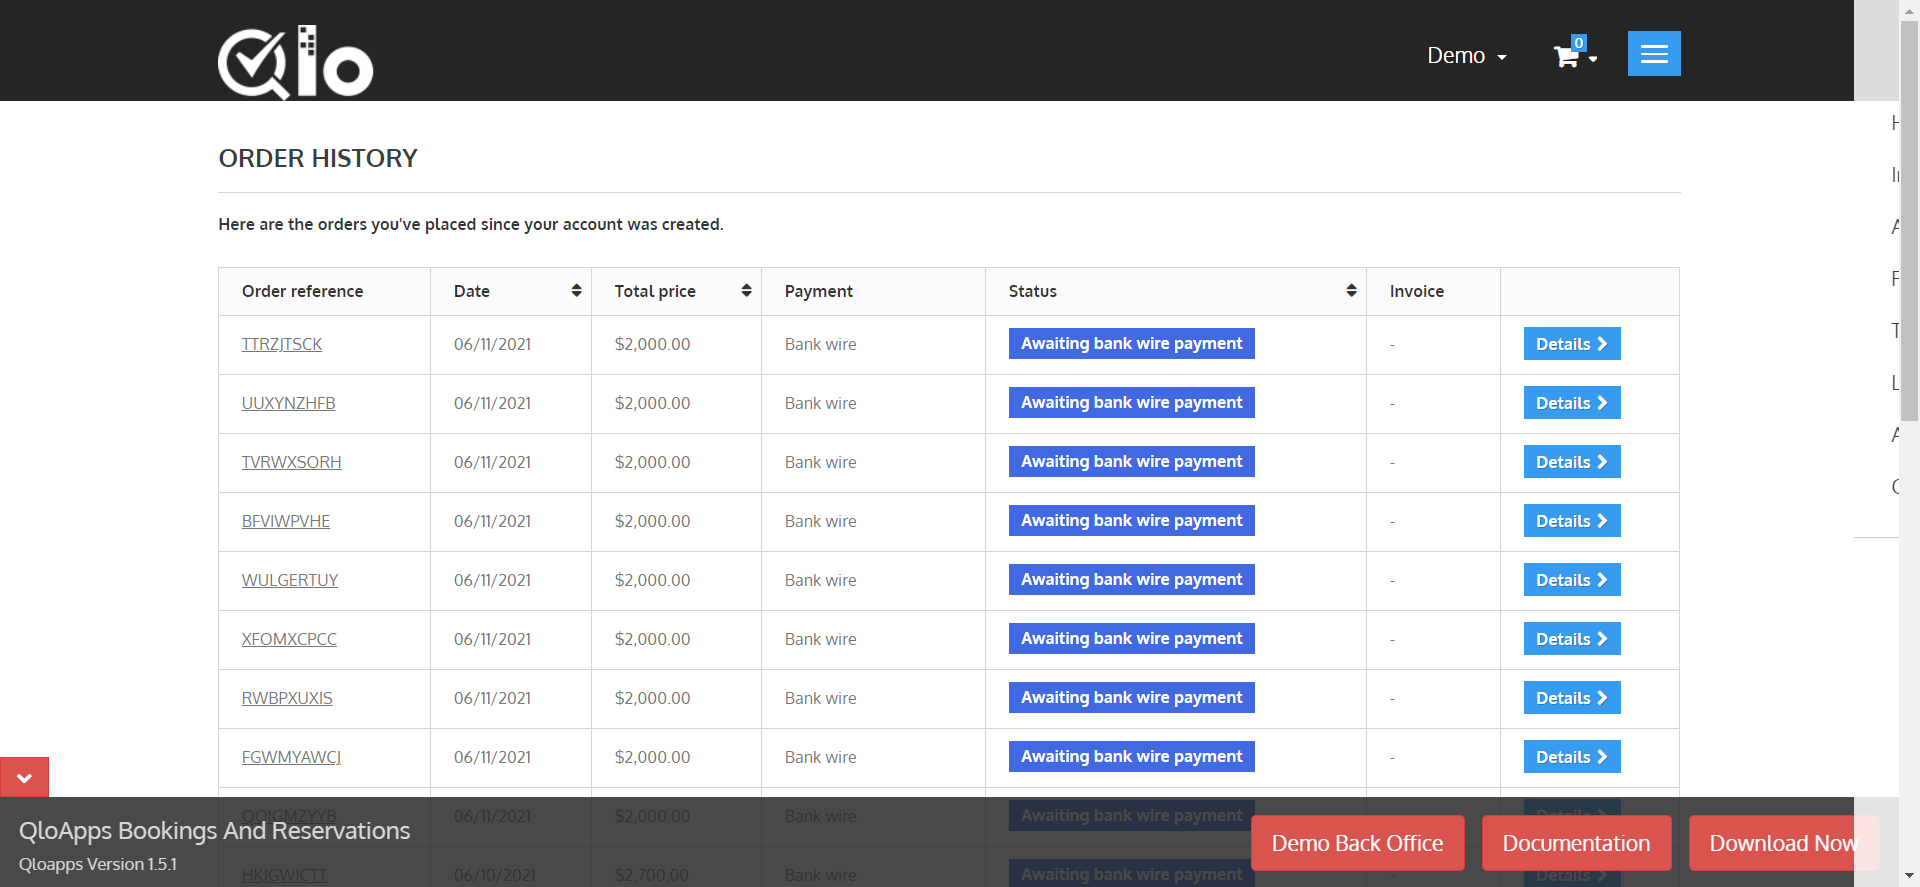 Qlo
Demo
0
ORDER HISTORY
Here are the orders you've placed since your account was created.
Order reference Date Total price Payment Status Invoice
TTRZJTSCK 06/11/2021 $2,000.00 Bank wire Awaiting bank wire payment - Details
UUXYNZHFB 06/11/2021 $2,000.00 Bank wire Awaiting bank wire payment - Details
TVRWXSORH 06/11/2021 $2,000.00 Bank wire Awaiting bank wire payment - Details
BFVIWPVHE 06/11/2021 $2,000.00 Bank wire Awaiting bank wire payment - Details
WULGERTUY 06/11/2021 $2,000.00 Bank wire Awaiting bank wire payment - Details
XFOMXCPCC 06/11/2021 $2,000.00 Bank wire Awaiting bank wire payment - Details
RWBPXUXIS 06/11/2021 $2,000.00 Bank wire Awaiting bank wire payment - Details
FGWMYAWCJ 06/11/2021 $2,000.00 Bank wire Awaiting bank wire payment - Details
QOIGMZYYB 06/11/2021 $2,000.00 Bank wire Awaiting bank wire payment - Details
HKJGWICTT 06/10/2021 $2,700.00 Bank wire Awaiting bank wire payment - Details
QloApps Bookings And Reservations
Qloapps Version 1.5.1
Demo Back Office
Documentation
Download Now